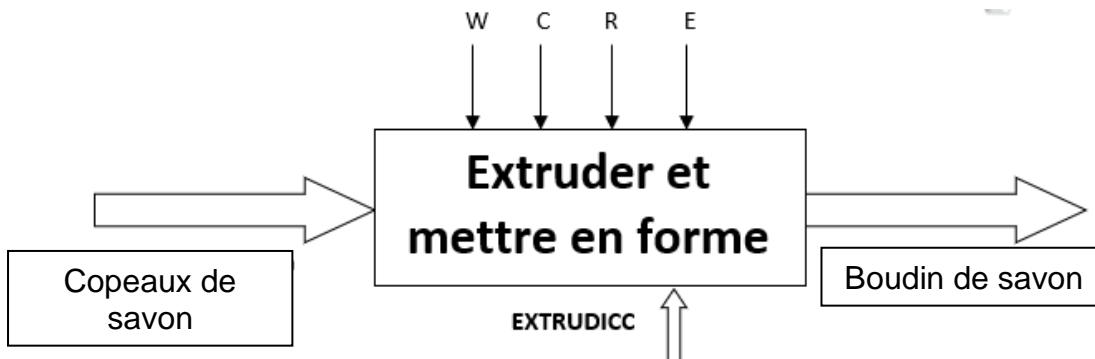 W C R E
Extruder et
mettre en forme
Copeaux de
savon
Boudin de savon
EXTRUDICC